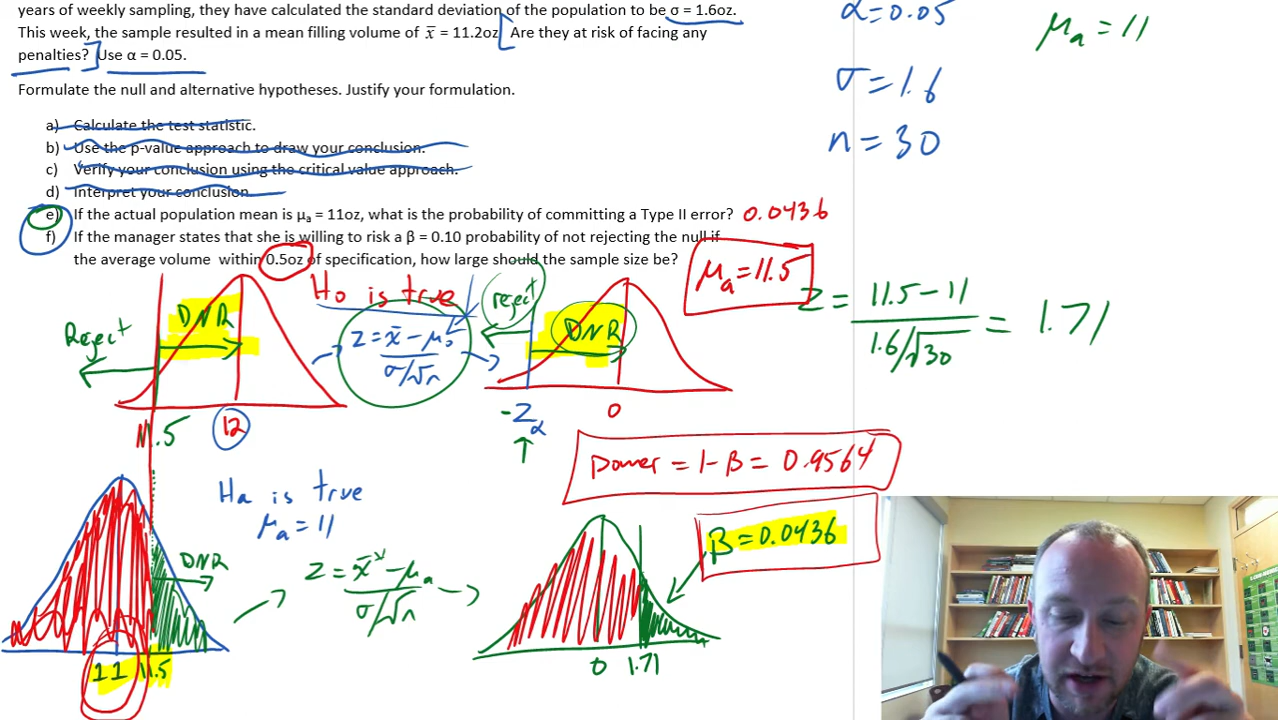 years of weekly sampling, they have calculated the standard deviation of the population to be σ = 1.6oz.
This week, the sample resulted in a mean filling volume of x̄ = 11.2oz. Are they at risk of facing any
penalties? Use α = 0.05.
Formulate the null and alternative hypotheses. Justify your formulation.
a) Calculate the test statistic.
b) Use the p-value approach to draw your conclusion.
c) Verify your conclusion using the critical value approach.
d) Interpret your conclusion.
e) If the actual population mean is μₐ = 11oz, what is the probability of committing a Type II error? 0.0436
f) If the manager states that she is willing to risk a β = 0.10 probability of not rejecting the null if
the average volume within 0.5oz of specification, how large should the sample size be?
α = 0.05
μa = 11
σ = 1.6
n = 30
μa = 11.5
Z = 11.5 - 11
1.6/√30
= 1.71
Reject
DNR
11.5
12
Ho is true
Z = x̄ - μo
σ/√n
reject
DNR
-Zα
0
Power = 1 - β = 0.9564
Ha is true
μa = 11
DNR
11
11.5
Z = x̄ - μa
σ/√n
β = 0.0436
0
1.71